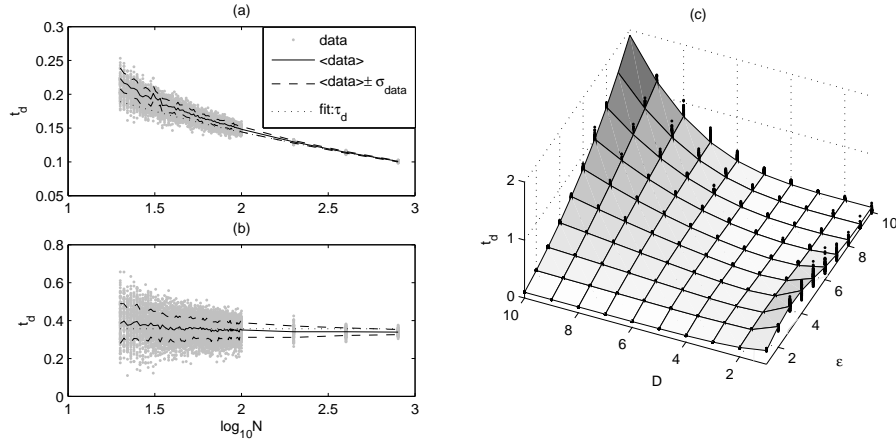 (a)
0.3
0.25
0.2
0.15
0.1
0.05
t_d
1
1.5
2
2.5
3
data
<data>
<data>± σ_data
fit:τ_d
(b)
0.8
0.6
0.4
0.2
0
t_d
1
1.5
2
2.5
3
log₁₀N
(c)
2
1
0
t_d
10
8
6
4
2
D
2
4
6
8
10
ε